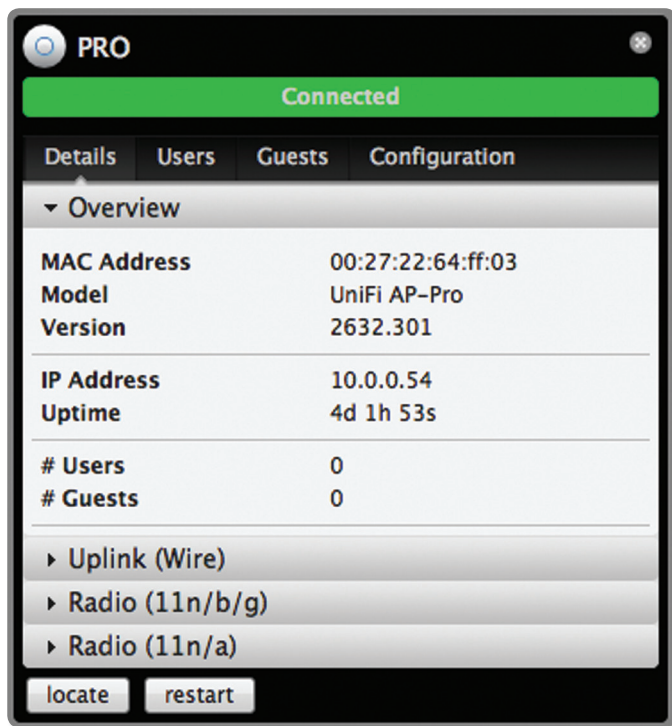 PRO
Connected
Details Users Guests Configuration
Overview
MAC Address 00:27:22:64:ff:03
Model UniFi AP-Pro
Version 2632.301
IP Address 10.0.0.54
Uptime 4d 1h 53s
# Users 0
# Guests 0
Uplink (Wire)
Radio (11n/b/g)
Radio (11n/a)
locate restart